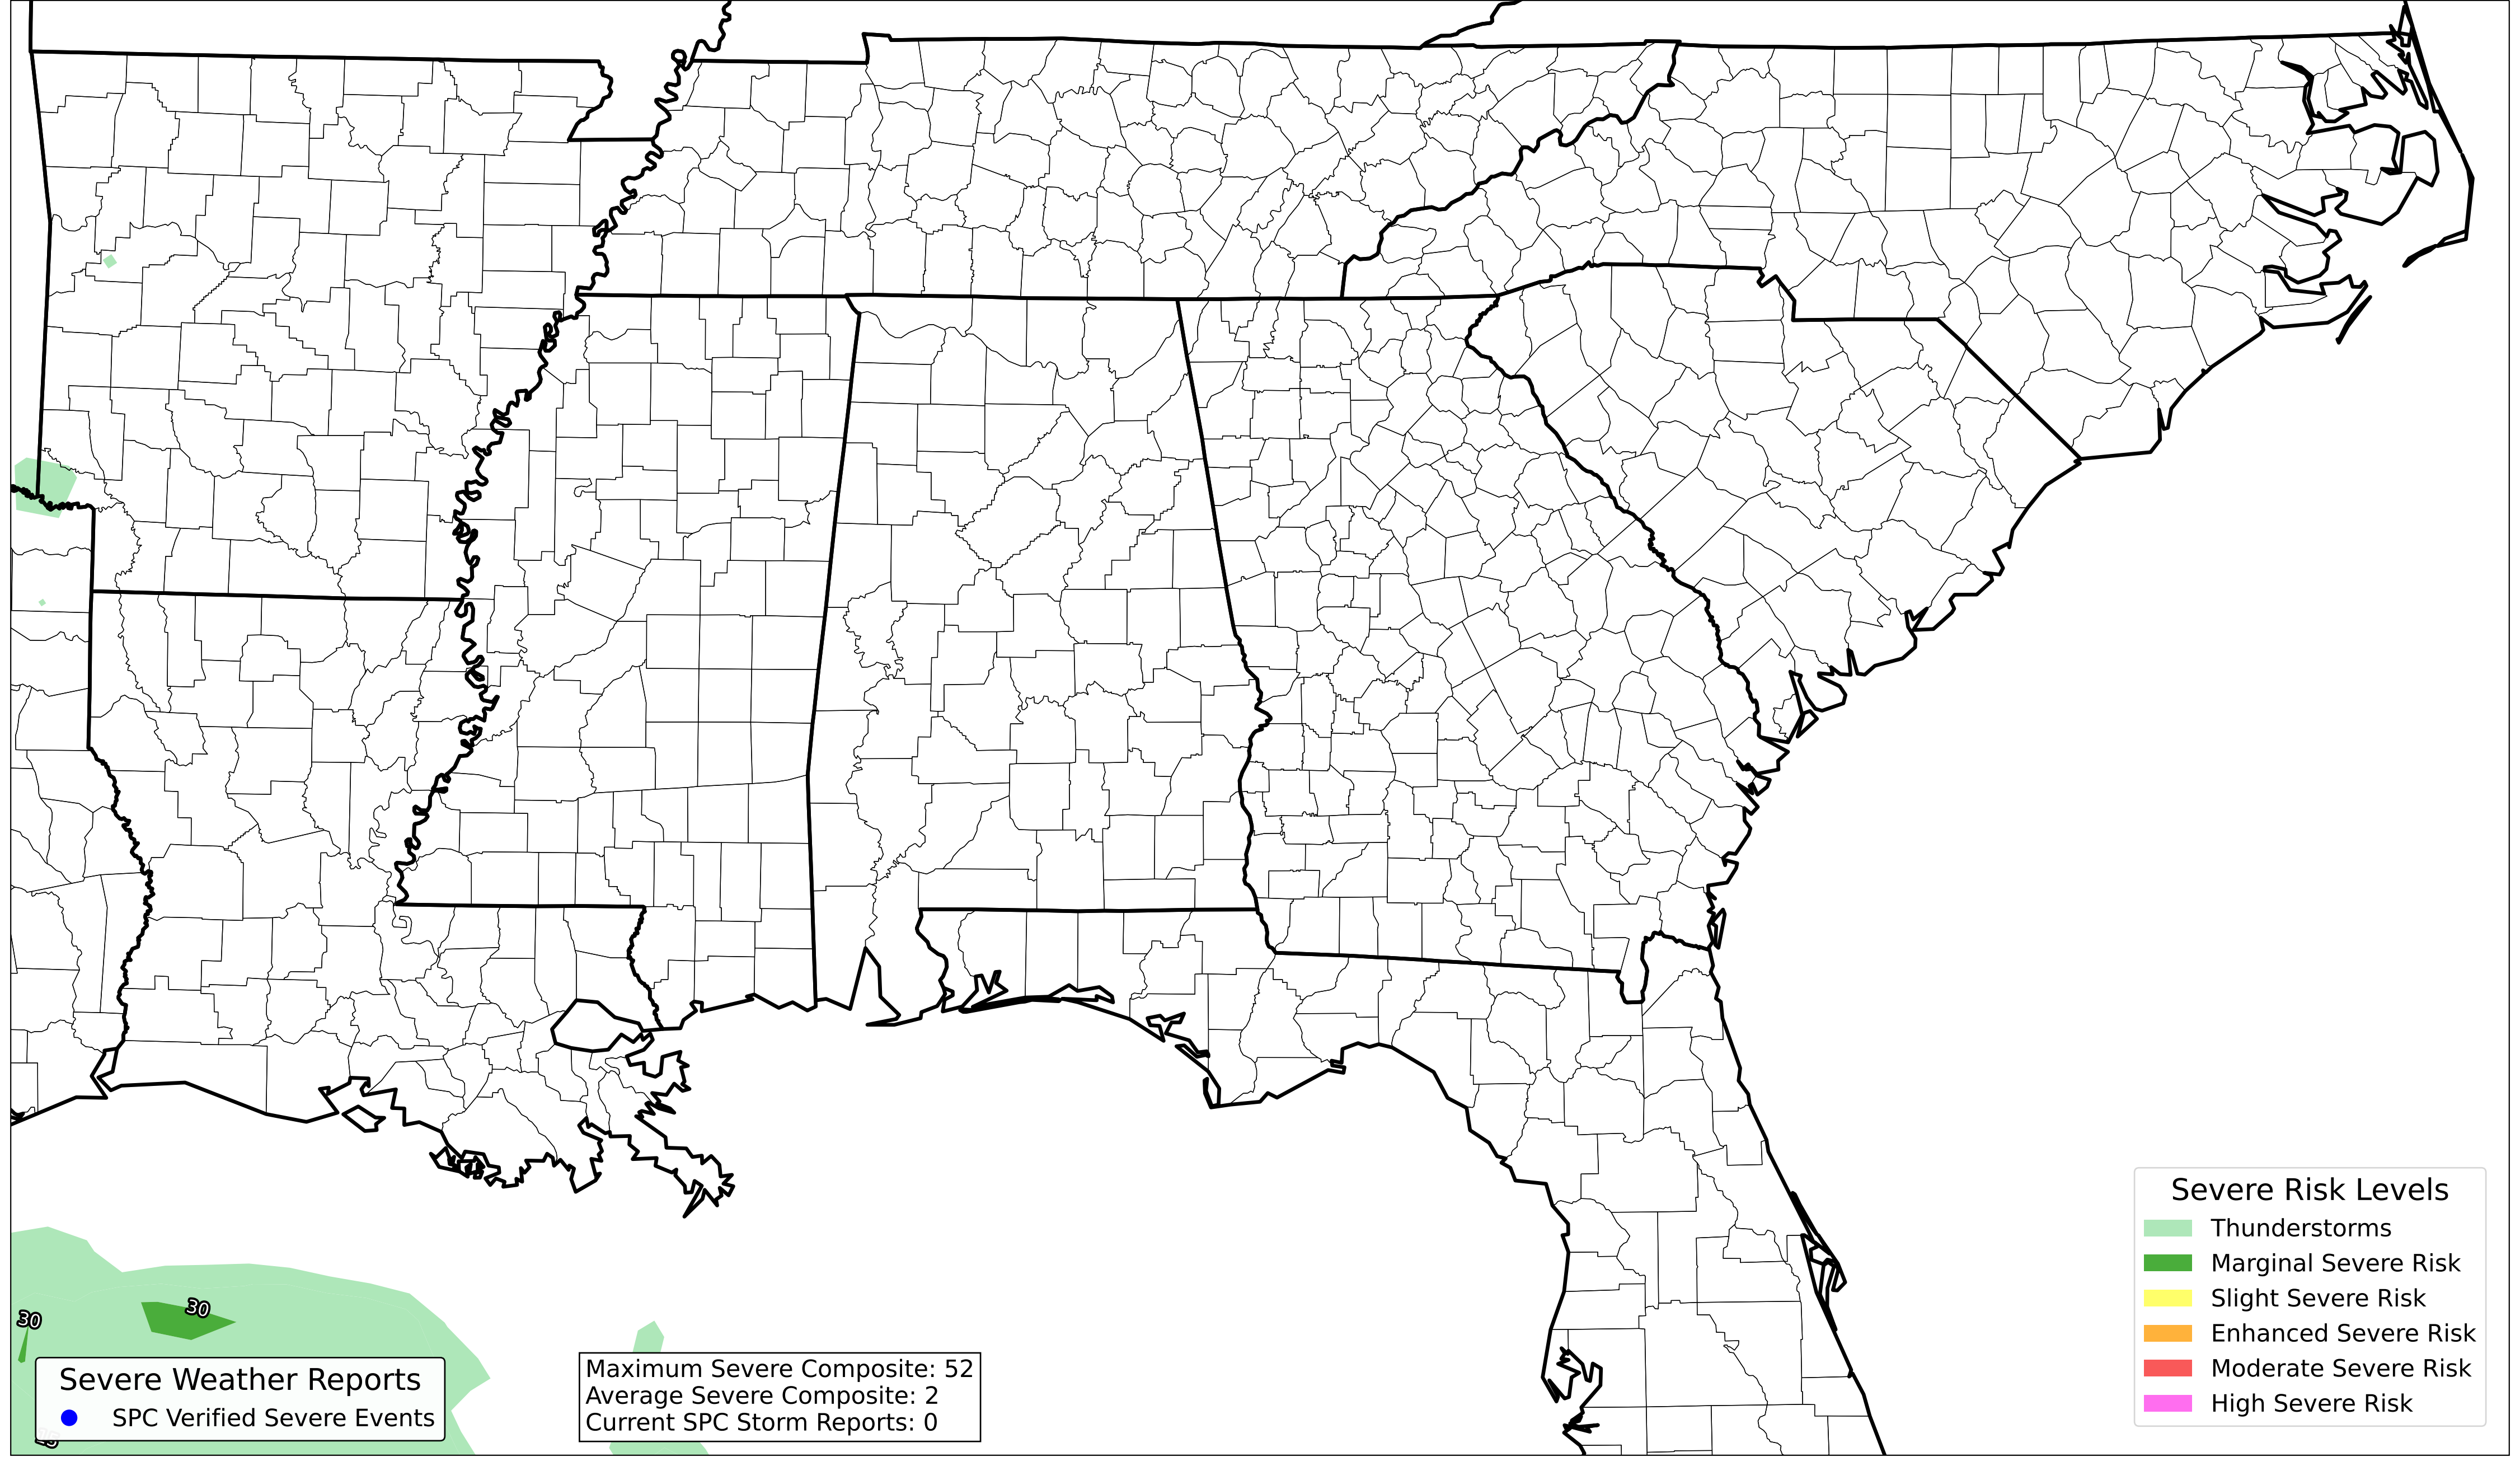 30
30
Severe Weather Reports
SPC Verified Severe Events
Maximum Severe Composite: 52
Average Severe Composite: 2
Current SPC Storm Reports: 0
Severe Risk Levels
Thunderstorms
Marginal Severe Risk
Slight Severe Risk
Enhanced Severe Risk
Moderate Severe Risk
High Severe Risk